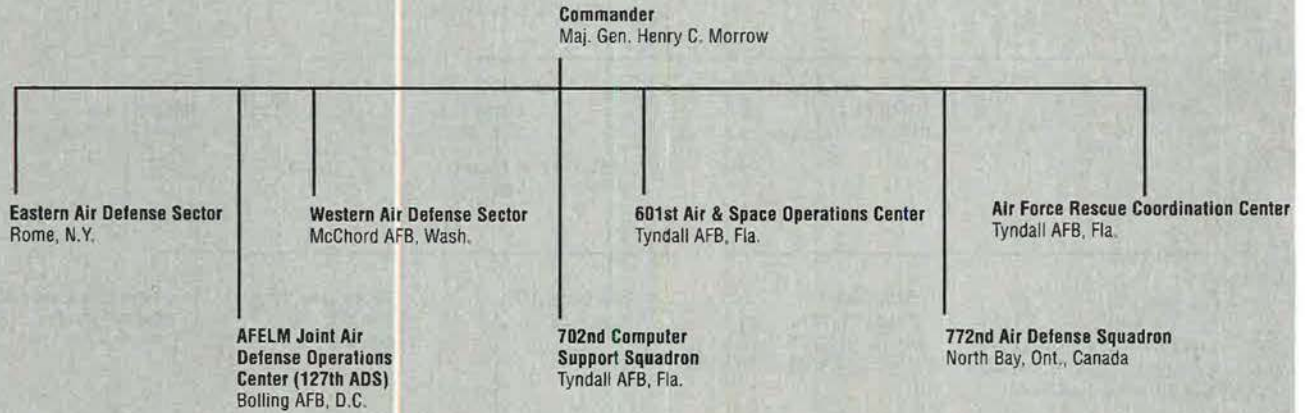 Commander
Maj. Gen. Henry C. Morrow
Eastern Air Defense Sector
Rome, N.Y.
Western Air Defense Sector
McChord AFB, Wash.
601st Air & Space Operations Center
Tyndall AFB, Fla.
Air Force Rescue Coordination Center
Tyndall AFB, Fla.
AFELM Joint Air
Defense Operations
Center (127th ADS)
Bolling AFB, D.C.
702nd Computer
Support Squadron
Tyndall AFB, Fla.
772nd Air Defense Squadron
North Bay, Ont., Canada